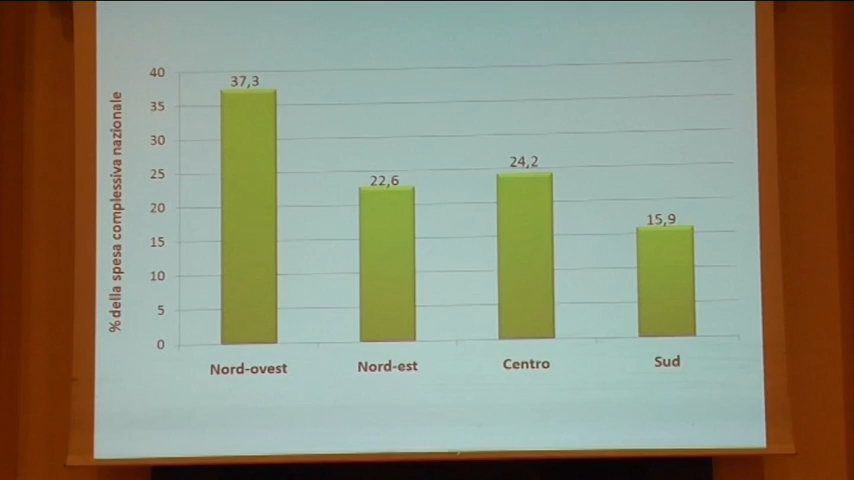 % della spesa complessiva nazionale
40
35
30
25
20
15
10
5
0
37,3
22,6
24,2
15,9
Nord-ovest
Nord-est
Centro
Sud